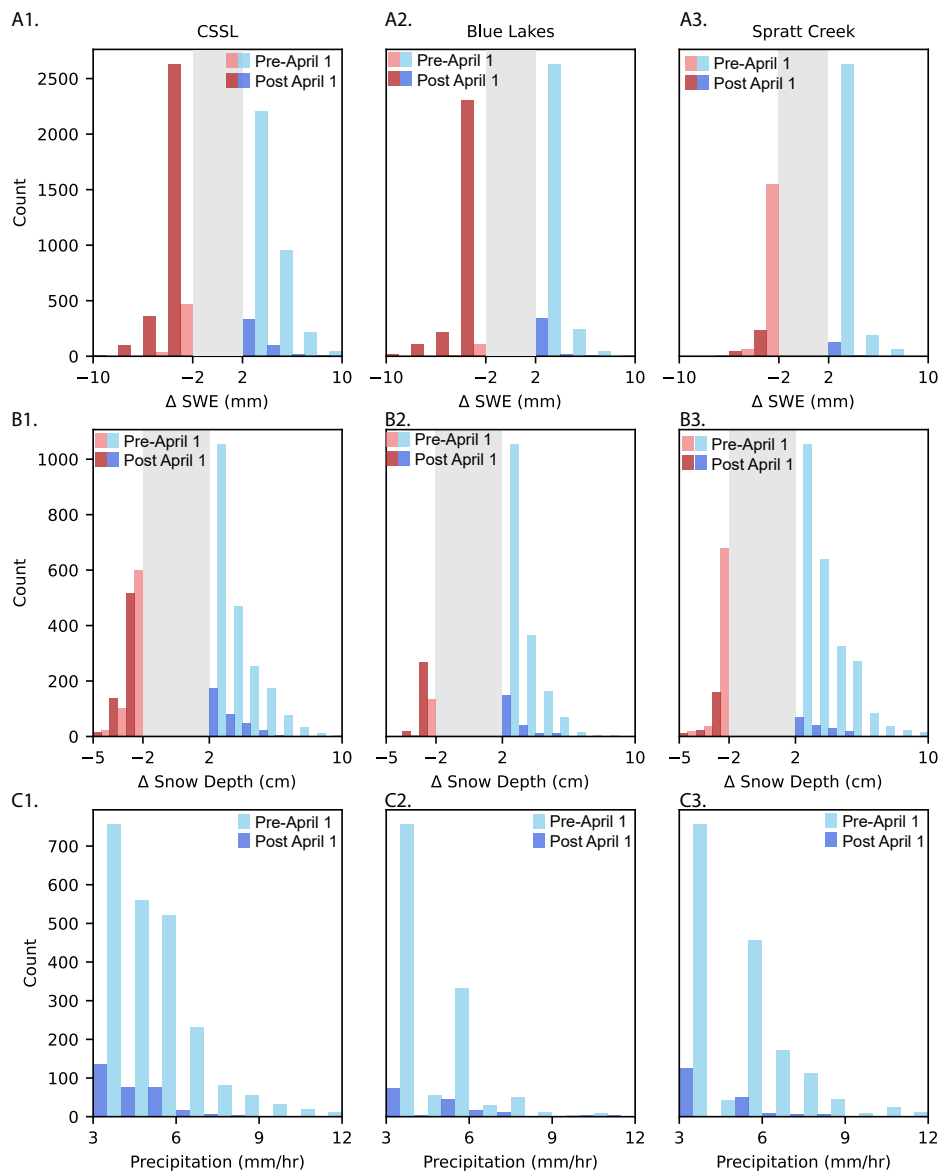 A1. A2. A3.
CSSL Blue Lakes Spratt Creek
Pre-April 1 Pre-April 1 Pre-April 1
Post April 1 Post April 1 Post April 1
2500
2000
1500
1000
500
0
Count
−10 −2 2 10 −10 −2 2 10 −10 −2 2 10
Δ SWE (mm) Δ SWE (mm) Δ SWE (mm)
B1. B2. B3.
Pre-April 1 Pre-April 1 Pre-April 1
Post April 1 Post April 1 Post April 1
1000
800
600
400
200
0
Count
−5 −2 2 10 −5 −2 2 10 −5 −2 2 10
Δ Snow Depth (cm) Δ Snow Depth (cm) Δ Snow Depth (cm)
C1. C2. C3.
Pre-April 1 Pre-April 1 Pre-April 1
Post April 1 Post April 1 Post April 1
700
600
500
400
300
200
100
0
Count
3 6 9 12 3 6 9 12 3 6 9 12
Precipitation (mm/hr) Precipitation (mm/hr) Precipitation (mm/hr)